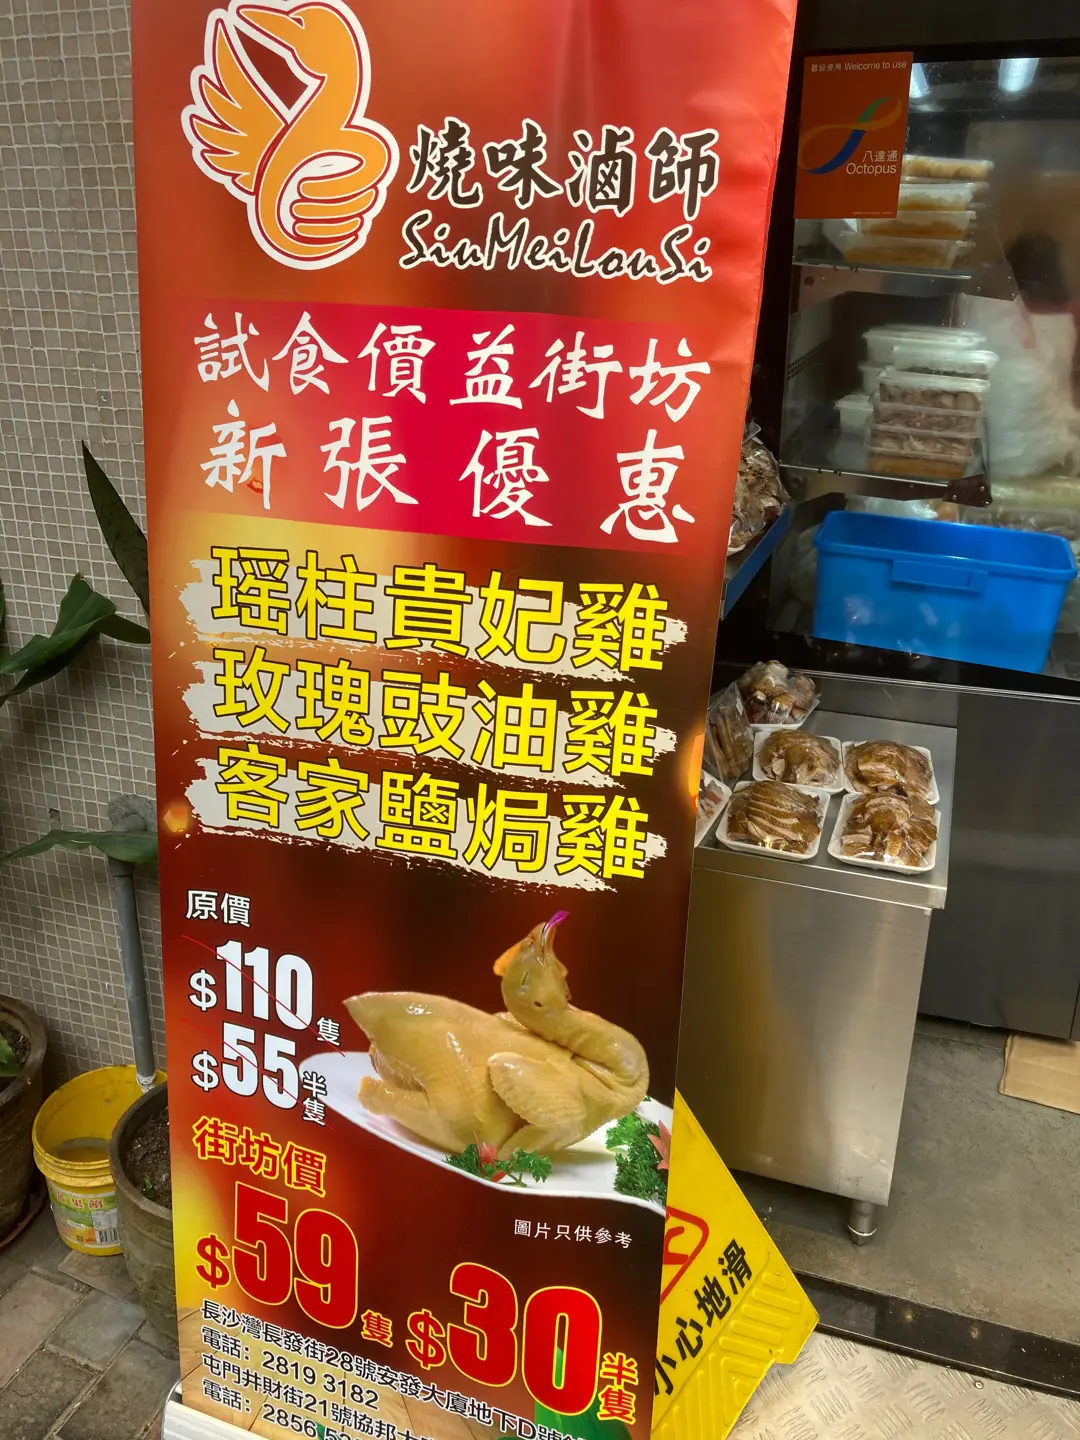 燒味滷師
SiuMeiLouSi
試食價益街坊
新張優惠
瑶柱貴妃雞
玫瑰豉油雞
客家鹽焗雞
原價
$110隻
$55半隻
街坊價
$59隻
$30半隻
圖片只供參考
長沙灣長發街28號安發大廈地下D號
電話：2819 3182
屯門井財街21號協邦大
電話：2856
歡迎使用 Welcome to use
八達通
Octopus
小心地滑